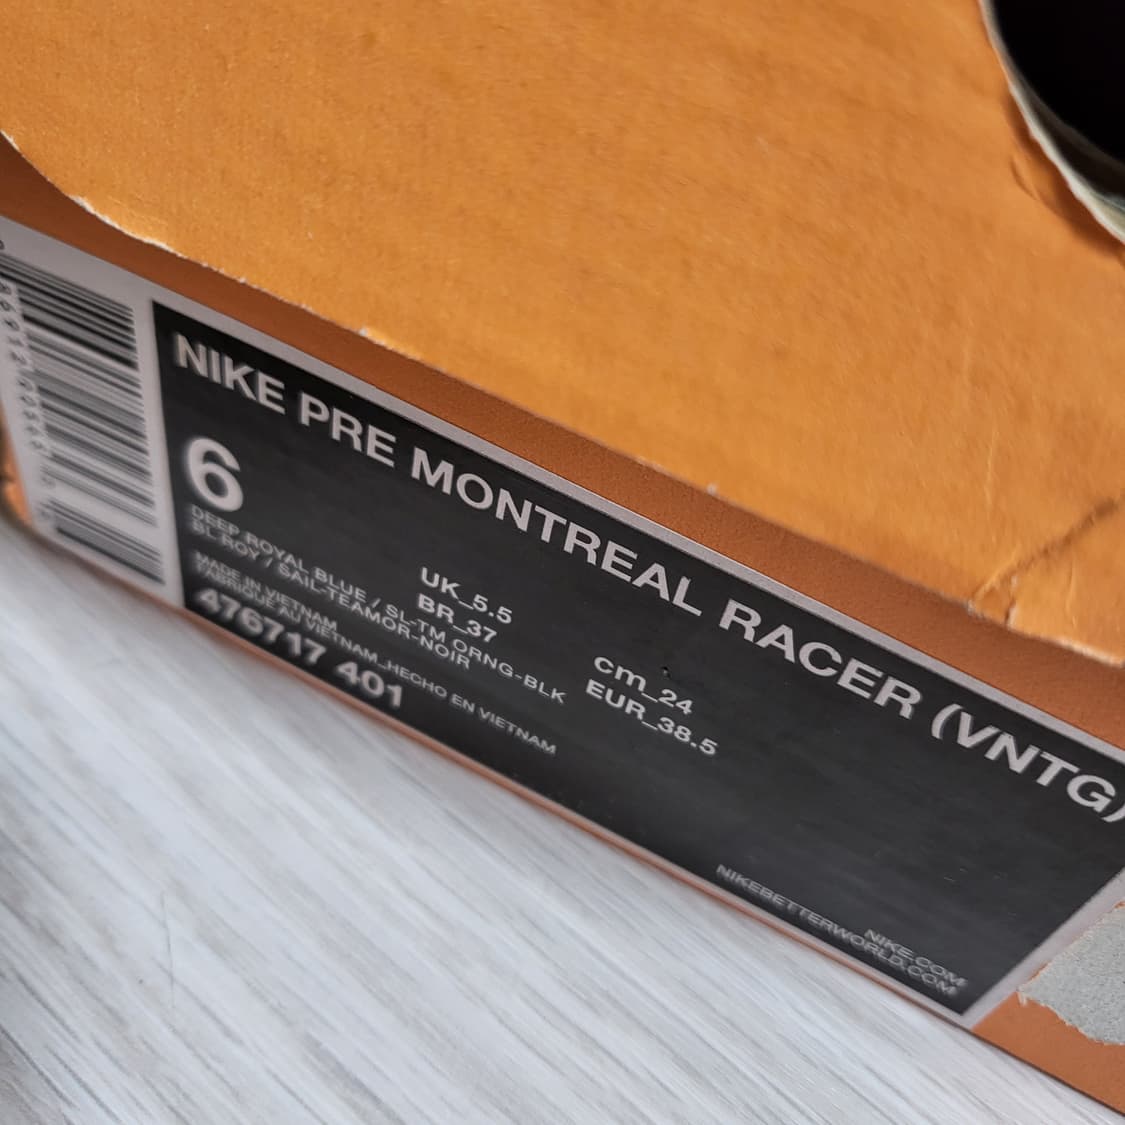 NIKE PRE MONTREAL RACER (VNTG)
6
UK_5.5
cm_24
BR_37
EUR_38.5
DEEP ROYAL BLUE / SL-TM ORNG-BLK
BL ROY / SAIL-TEAMOR-NOIR
MADE IN VIETNAM
FABRIQUE AU VIETNAM_HECHO EN VIETNAM
476717 401
NIKE.COM
NIKEBETTERWORLD.COM